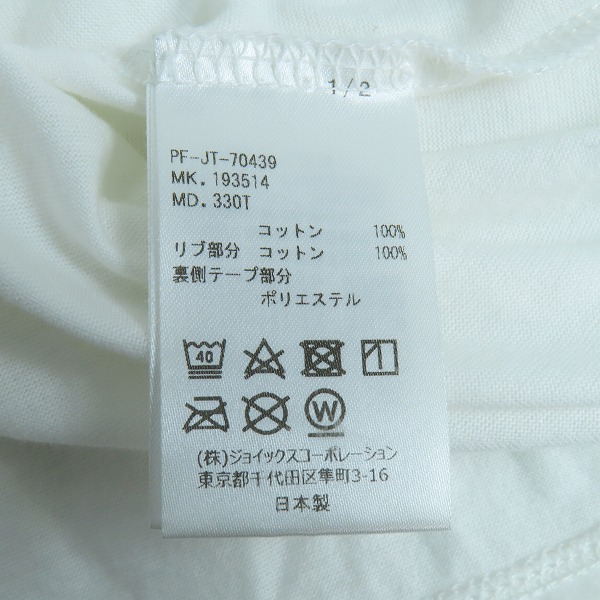 1/2
PF-JT-70439
MK.193514
MD.330T
コットン 100%
リブ部分 コットン 100%
裏側テープ部分
ポリエステル
40
W
(株)ジョイックスコーポレーション
東京都千代田区隼町3-16
日本製